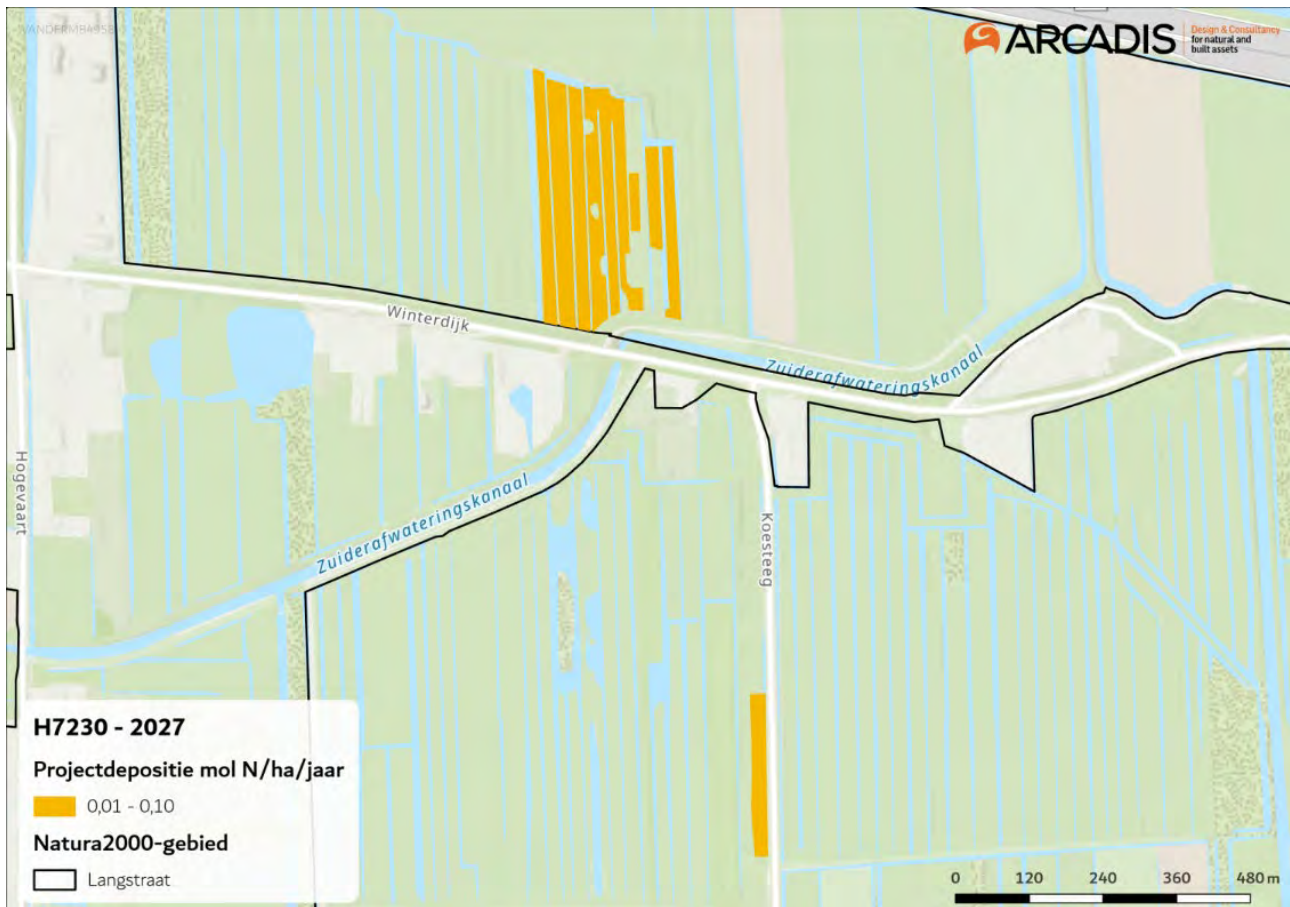 ARCADIS
Design & Consultancy
for natural and
built assets
Winterdijk
Zuiderafwateringskanaal
Hogevaart
Zuiderafwateringskanaal
Koesteeg
H7230 - 2027
Projectdepositie mol N/ha/jaar
0,01 - 0,10
Natura2000-gebied
Langstraat
0 120 240 360 480 m